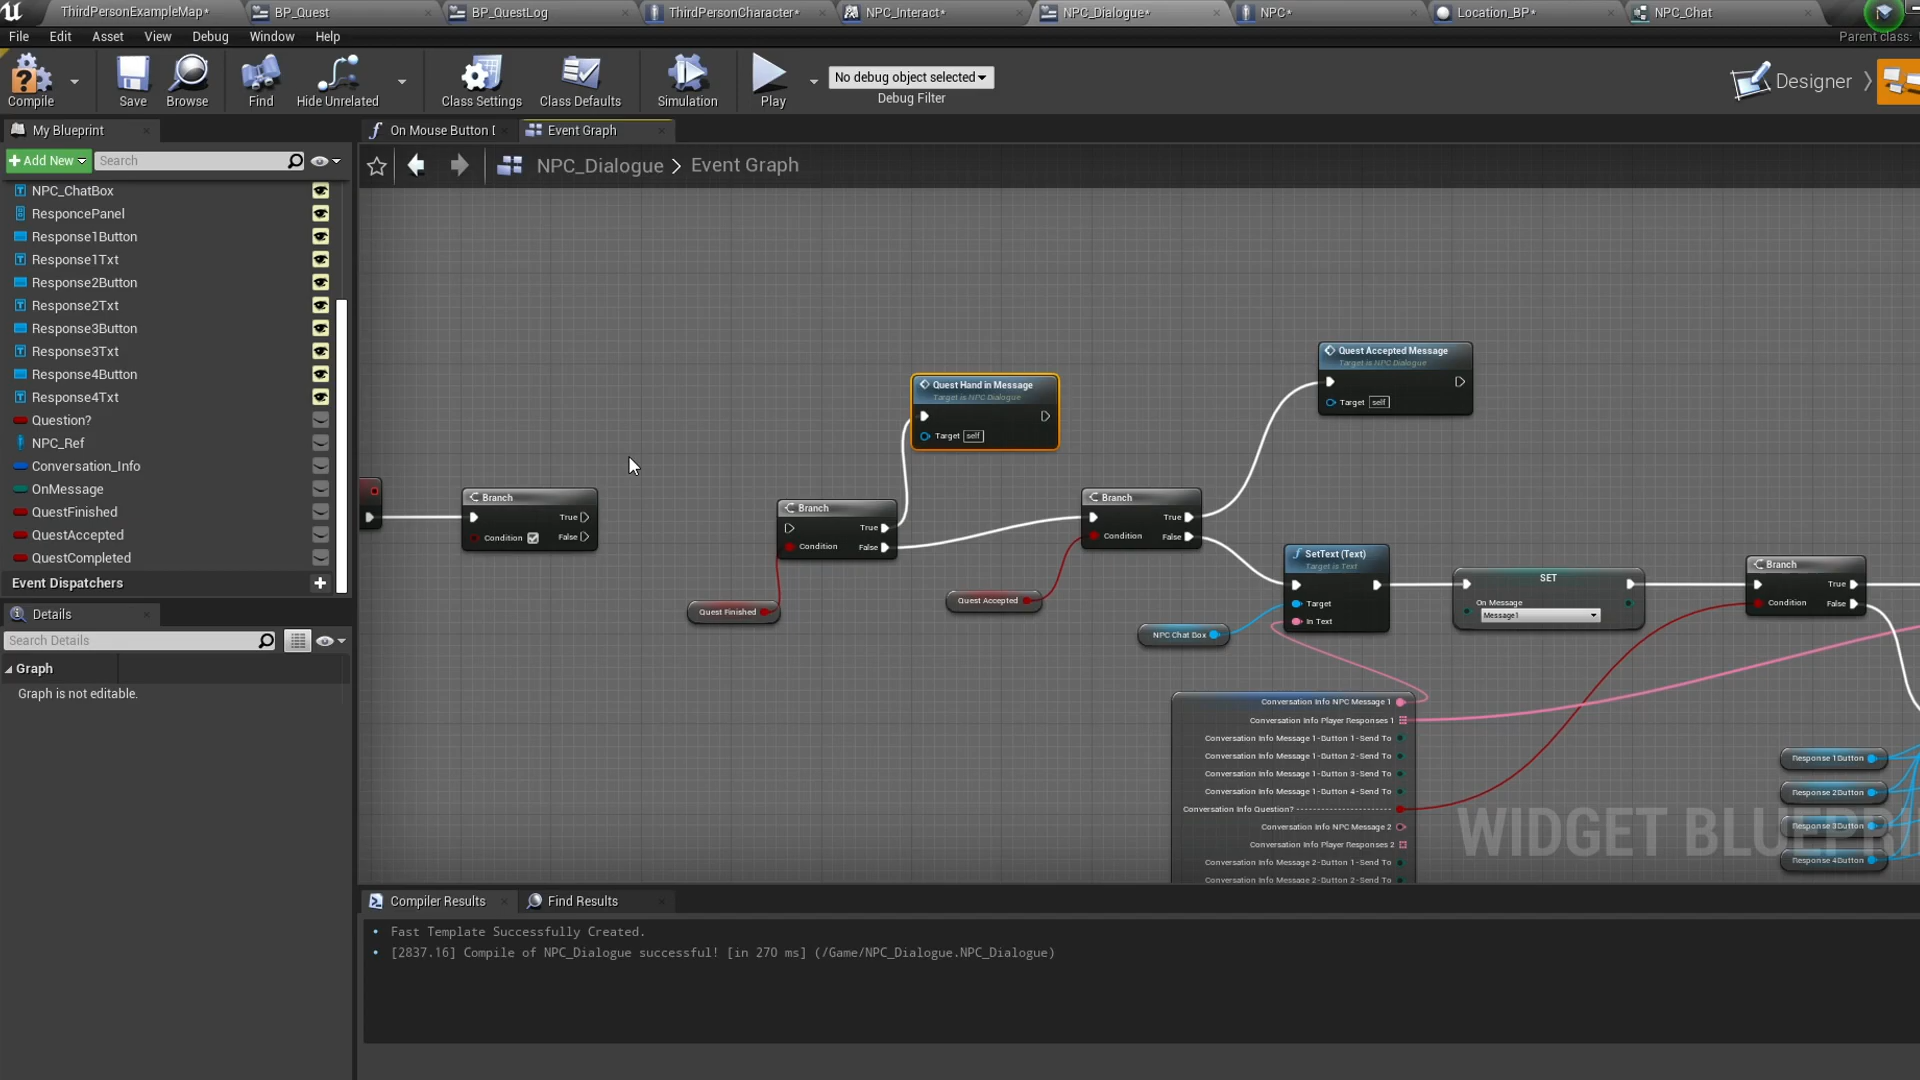 ThirdPersonExampleMap*
BP_Quest
BP_QuestLog
ThirdPersonCharacter*
NPC_Interact*
NPC_Dialogue*
NPC*
Location_BP*
NPC_Chat
File Edit Asset View Debug Window Help
Parent class:
Compile
Save
Browse
Find
Hide Unrelated
Class Settings
Class Defaults
Simulation
Play
No debug object selected
Debug Filter
Designer
My Blueprint
On Mouse Button D
Event Graph
Add New
Search
NPC_Dialogue > Event Graph
NPC_ChatBox
ResponcePanel
Response1Button
Response1Txt
Response2Button
Response2Txt
Response3Button
Response3Txt
Response4Button
Response4Txt
Question?
NPC_Ref
Conversation_Info
OnMessage
QuestFinished
QuestAccepted
QuestCompleted
Event Dispatchers
Details
Search Details
Graph
Graph is not editable.
Quest Hand in Message
Target is NPC Dialogue
Target self
Quest Accepted Message
Target is NPC Dialogue
Target self
Branch
True
Condition False
Branch
True
Condition False
Branch
True
Condition False
Quest Finished
Quest Accepted
SetText (Text)
Target is Text
Target
In Text
NPC Chat Box
SET
On Message
Message1
Branch
True
Condition False
Conversation Info NPC Message 1
Conversation Info Player Responses 1
Conversation Info Message 1-Button 1-Send To
Conversation Info Message 1-Button 2-Send To
Conversation Info Message 1-Button 3-Send To
Conversation Info Message 1-Button 4-Send To
Conversation Info Question?
Conversation Info NPC Message 2
Conversation Info Player Responses 2
Conversation Info Message 2-Button 1-Send To
Conversation Info Message 2-Button 2-Send To
Response 1Button
Response 2Button
Response 3Button
Response 4Button
WIDGET BLUEPRI
Compiler Results
Find Results
Fast Template Successfully Created.
[2837.16] Compile of NPC_Dialogue successful! [in 270 ms] (/Game/NPC_Dialogue.NPC_Dialogue)